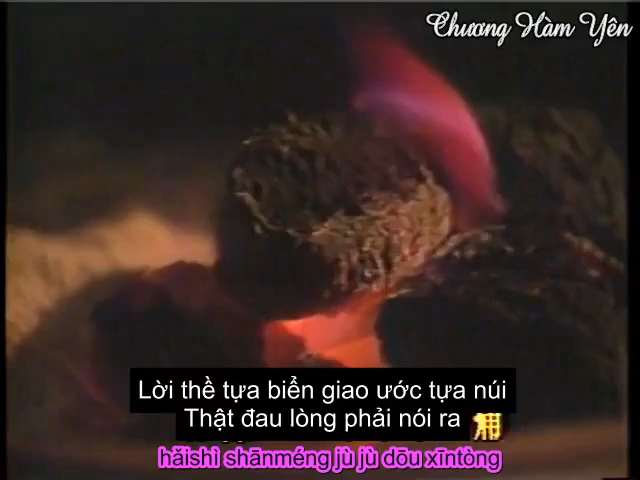 Chương Hàm Yên
Lời thề tựa biển giao ước tựa núi
Thật đau lòng phải nói ra
hǎishì shānméng jù jù dōu xīntòng